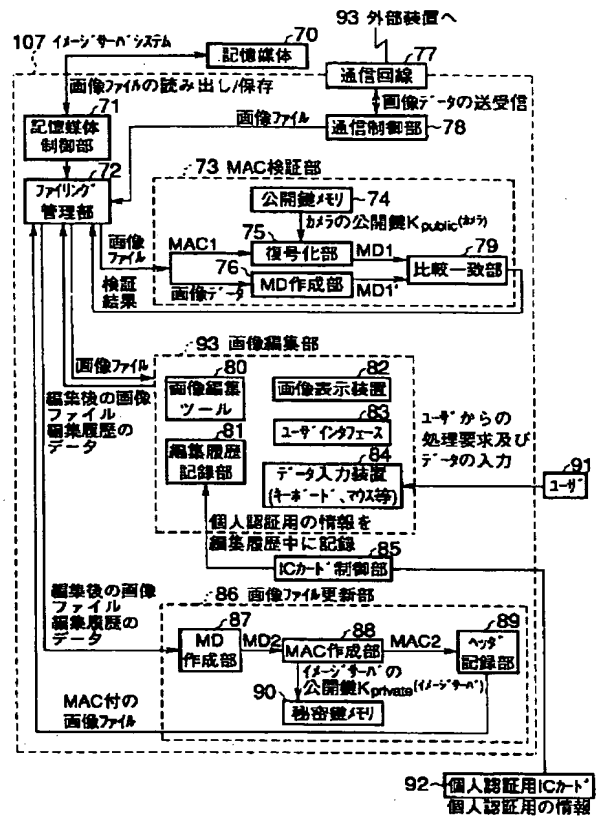 93 外部装置へ
107 イメージサーバシステム
70
記憶媒体
77
通信回線
画像ファイルの読み出し/保存
画像データの送受信
71
記憶媒体
制御部
画像ファイル
通信制御部
78
72
ファイリング
管理部
73 MAC検証部
公開鍵メモリ
74
カメラの公開鍵Kpublic(カメラ)
画像
ファイル
MAC1
75
復号化部
MD1
79
比較一致部
検証
結果
画像データ
76
MD作成部
MD1'
93 画像編集部
画像ファイル
80
画像編集
ツール
82
画像表示装置
編集後の画像
ファイル
編集履歴の
データ
83
ユーザインタフェース
81
編集履歴
記録部
84
データ入力装置
(キーボード、マウス等)
ユーザからの
処理要求及び
データの入力
91
ユーザ
個人認証用の情報を
編集履歴中に記録
85
ICカード制御部
86 画像ファイル更新部
編集後の画像
ファイル
編集履歴の
データ
87
MD
作成部
MD2
88
MAC作成部
MAC2
89
ヘッダ
記録部
イメージサーバの
公開鍵Kprivate(イメージサーバ)
90
秘密鍵メモリ
MAC付の
画像ファイル
92
個人認証用ICカード
個人認証用の情報